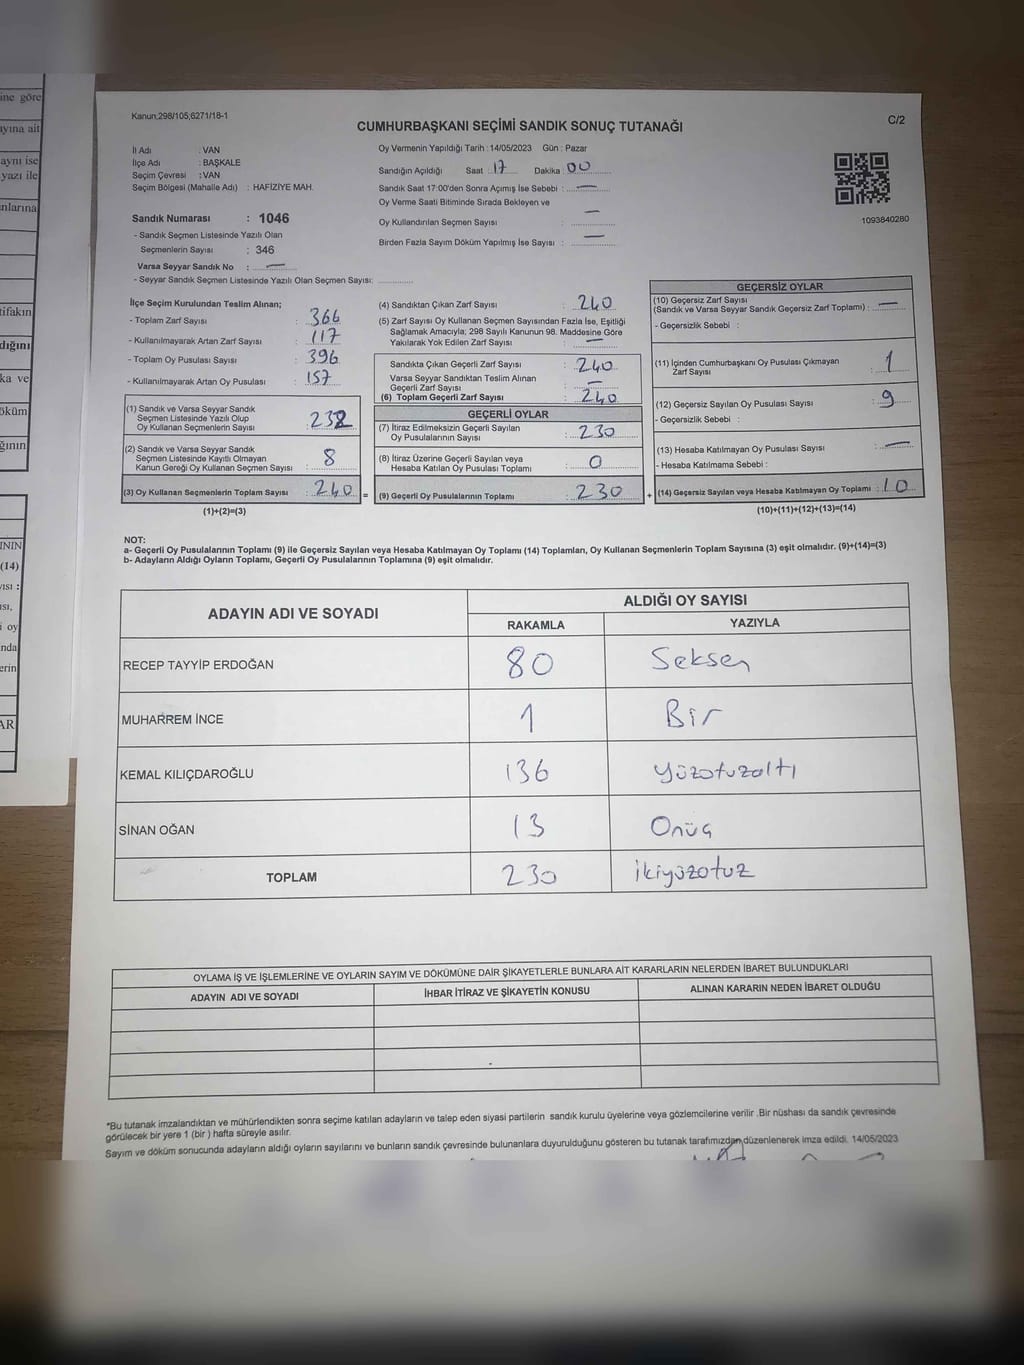 ine göre
ayına ait
aynı ise
yazı ile
nlarına
tifakın
dığını
ka ve
öküm
ğının
ININ
(14)
ısı,
i oy
nda
erin
AR
Kanun,298/105,6271/18-1
C/2
CUMHURBAŞKANI SEÇİMİ SANDIK SONUÇ TUTANAĞI
İl Adı : VAN
İlçe Adı : BAŞKALE
Seçim Çevresi : VAN
Seçim Bölgesi (Mahalle Adı) : HAFİZİYE MAH.
Sandık Numarası : 1046
- Sandık Seçmen Listesinde Yazılı Olan
Seçmenlerin Sayısı : 346
Varsa Seyyar Sandık No : —
- Seyyar Sandık Seçmen Listesinde Yazılı Olan Seçmen Sayısı:
Oy Vermenin Yapıldığı Tarih : 14/05/2023 Gün : Pazar
Sandığın Açıldığı Saat 17 Dakika 00
Sandık Saat 17:00'den Sonra Açımış İse Sebebi : —
Oy Verme Saati Bitiminde Sırada Bekleyen ve
Oy Kullandırılan Seçmen Sayısı : —
Birden Fazla Sayım Döküm Yapılmış İse Sayısı : —
1093840280
İlçe Seçim Kurulundan Teslim Alınan;
- Toplam Zarf Sayısı : 366
- Kullanılmayarak Artan Zarf Sayısı : 117
- Toplam Oy Pusulası Sayısı : 396
- Kullanılmayarak Artan Oy Pusulası : 157
(1) Sandık ve Varsa Seyyar Sandık
Seçmen Listesinde Yazılı Olup
Oy Kullanan Seçmenlerin Sayısı : 232
(2) Sandık ve Varsa Seyyar Sandık
Seçmen Listesinde Kayıtlı Olmayan
Kanun Gereği Oy Kullanan Seçmen Sayısı : 8
(3) Oy Kullanan Seçmenlerin Toplam Sayısı : 240 =
(1)+(2)=(3)
(4) Sandıktan Çıkan Zarf Sayısı : 240
(5) Zarf Sayısı Oy Kullanan Seçmen Sayısından Fazla İse, Eşitliği
Sağlamak Amacıyla; 298 Sayılı Kanunun 98. Maddesine Göre
Yakılarak Yok Edilen Zarf Sayısı : —
Sandıkta Çıkan Geçerli Zarf Sayısı : 240
Varsa Seyyar Sandıktan Teslim Alınan
Geçerli Zarf Sayısı : —
(6) Toplam Geçerli Zarf Sayısı : 240
GEÇERLİ OYLAR
(7) İtiraz Edilmeksizin Geçerli Sayılan
Oy Pusulalarının Sayısı : 230
(8) İtiraz Üzerine Geçerli Sayılan veya
Hesaba Katılan Oy Pusulası Toplamı : 0
(9) Geçerli Oy Pusulalarının Toplamı : 230 +
GEÇERSİZ OYLAR
(10) Geçersiz Zarf Sayısı
(Sandık ve Varsa Seyyar Sandık Geçersiz Zarf Toplamı) : —
- Geçersizlik Sebebi :
(11) İçinden Cumhurbaşkanı Oy Pusulası Çıkmayan
Zarf Sayısı : 1
(12) Geçersiz Sayılan Oy Pusulası Sayısı : 9
- Geçersizlik Sebebi :
(13) Hesaba Katılmayan Oy Pusulası Sayısı : —
- Hesaba Katılmama Sebebi :
(14) Geçersiz Sayılan veya Hesaba Katılmayan Oy Toplamı : 10
(10)+(11)+(12)+(13)=(14)
NOT:
a- Geçerli Oy Pusulalarının Toplamı (9) ile Geçersiz Sayılan veya Hesaba Katılmayan Oy Toplamı (14) Toplamları, Oy Kullanan Seçmenlerin Toplam Sayısına (3) eşit olmalıdır. (9)+(14)=(3)
b- Adayların Aldığı Oyların Toplamı, Geçerli Oy Pusulalarının Toplamına (9) eşit olmalıdır.
ADAYIN ADI VE SOYADI ALDIĞI OY SAYISI
RAKAMLA YAZIYLA
RECEP TAYYİP ERDOĞAN 80 Seksen
MUHARREM İNCE 1 Bir
KEMAL KILIÇDAROĞLU 136 Yüzotuzaltı
SİNAN OĞAN 13 Onüç
TOPLAM 230 İkiyüzotuz
OYLAMA İŞ VE İŞLEMLERİNE VE OYLARIN SAYIM VE DÖKÜMÜNE DAİR ŞİKAYETLERLE BUNLARA AİT KARARLARIN NELERDEN İBARET BULUNDUKLARI
ADAYIN ADI VE SOYADI İHBAR İTİRAZ VE ŞİKAYETİN KONUSU ALINAN KARARIN NEDEN İBARET OLDUĞU
*Bu tutanak imzalandıktan ve mühürlendikten sonra seçime katılan adayların ve talep eden siyasi partilerin sandık kurulu üyelerine veya gözlemcilerine verilir .Bir nüshası da sandık çevresinde
görülecek bir yere 1 (bir ) hafta süreyle asılır.
Sayım ve döküm sonucunda adayların aldığı oyların sayılarını ve bunların sandık çevresinde bulunanlara duyurulduğunu gösteren bu tutanak tarafımızdan düzenlenerek imza edildi. 14/05/2023